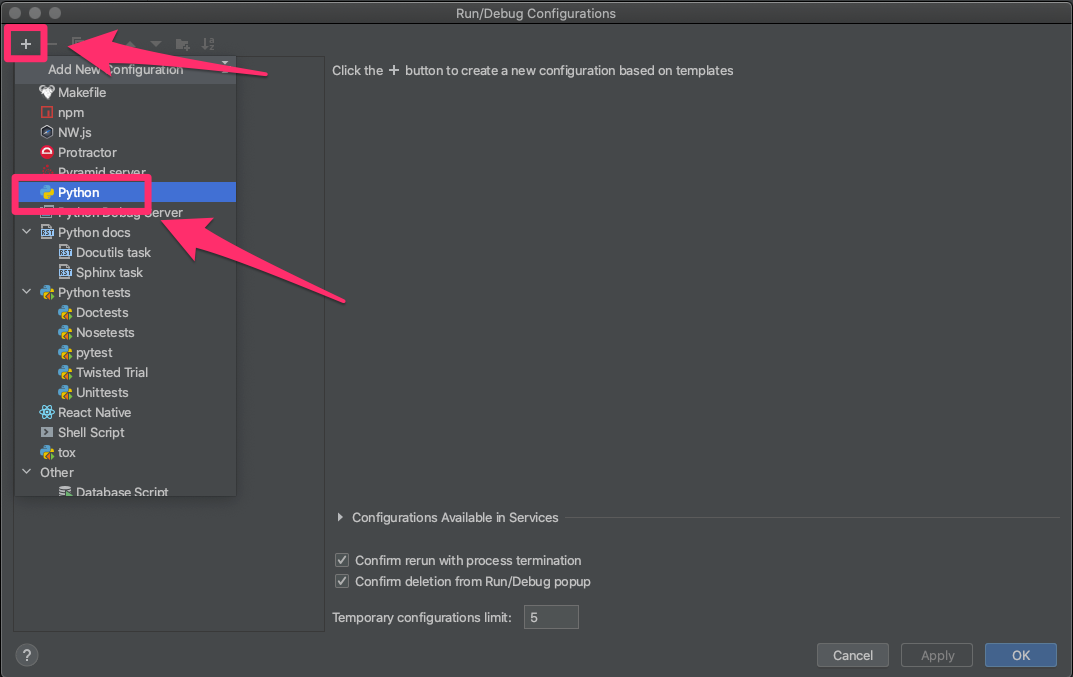 Run/Debug Configurations
+
Add New Configuration
Click the + button to create a new configuration based on templates
Makefile
npm
NW.js
Protractor
Pyramid server
Python
Python Debug Server
Python docs
RST Docutils task
RST Sphinx task
Python tests
Doctests
Nosetests
pytest
Twisted Trial
Unittests
React Native
Shell Script
tox
Other
Database Script
Configurations Available in Services
Confirm rerun with process termination
Confirm deletion from Run/Debug popup
Temporary configurations limit: 5
?
Cancel
Apply
OK